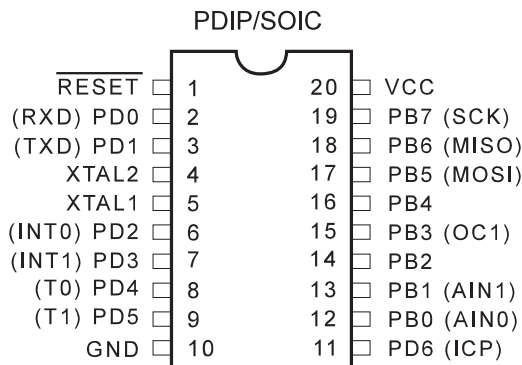 PDIP/SOIC
RESET 1 20 VCC
(RXD) PD0 2 19 PB7 (SCK)
(TXD) PD1 3 18 PB6 (MISO)
XTAL2 4 17 PB5 (MOSI)
XTAL1 5 16 PB4
(INT0) PD2 6 15 PB3 (OC1)
(INT1) PD3 7 14 PB2
(T0) PD4 8 13 PB1 (AIN1)
(T1) PD5 9 12 PB0 (AIN0)
GND 10 11 PD6 (ICP)